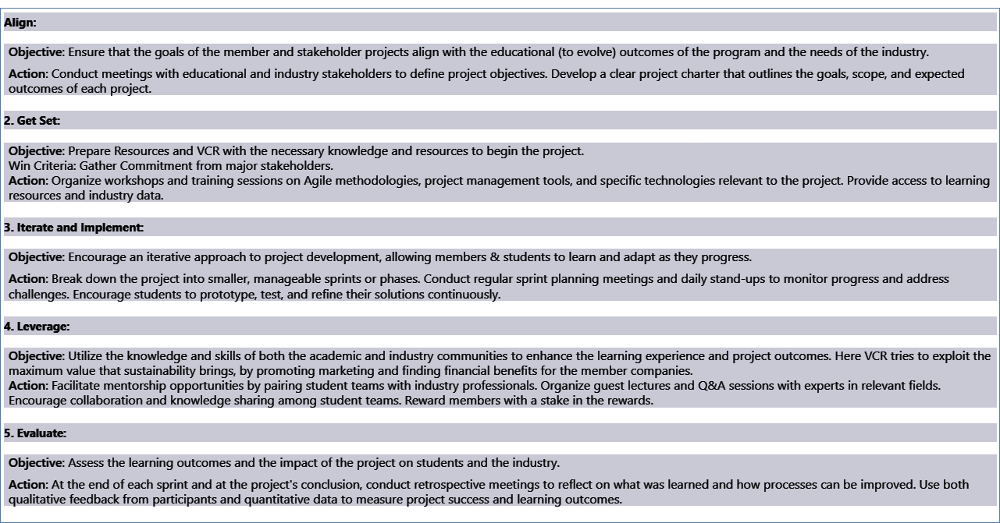 Align:
Objective: Ensure that the goals of the member and stakeholder projects align with the educational (to evolve) outcomes of the program and the needs of the industry.
Action: Conduct meetings with educational and industry stakeholders to define project objectives. Develop a clear project charter that outlines the goals, scope, and expected
outcomes of each project.
2. Get Set:
Objective: Prepare Resources and VCR with the necessary knowledge and resources to begin the project.
Win Criteria: Gather Commitment from major stakeholders.
Action: Organize workshops and training sessions on Agile methodologies, project management tools, and specific technologies relevant to the project. Provide access to learning
resources and industry data.
3. Iterate and Implement:
Objective: Encourage an iterative approach to project development, allowing members & students to learn and adapt as they progress.
Action: Break down the project into smaller, manageable sprints or phases. Conduct regular sprint planning meetings and daily stand-ups to monitor progress and address
challenges. Encourage students to prototype, test, and refine their solutions continuously.
4. Leverage:
Objective: Utilize the knowledge and skills of both the academic and industry communities to enhance the learning experience and project outcomes. Here VCR tries to exploit the
maximum value that sustainability brings, by promoting marketing and finding financial benefits for the member companies.
Action: Facilitate mentorship opportunities by pairing student teams with industry professionals. Organize guest lectures and Q&A sessions with experts in relevant fields.
Encourage collaboration and knowledge sharing among student teams. Reward members with a stake in the rewards.
5. Evaluate:
Objective: Assess the learning outcomes and the impact of the project on students and the industry.
Action: At the end of each sprint and at the project's conclusion, conduct retrospective meetings to reflect on what was learned and how processes can be improved. Use both
qualitative feedback from participants and quantitative data to measure project success and learning outcomes.